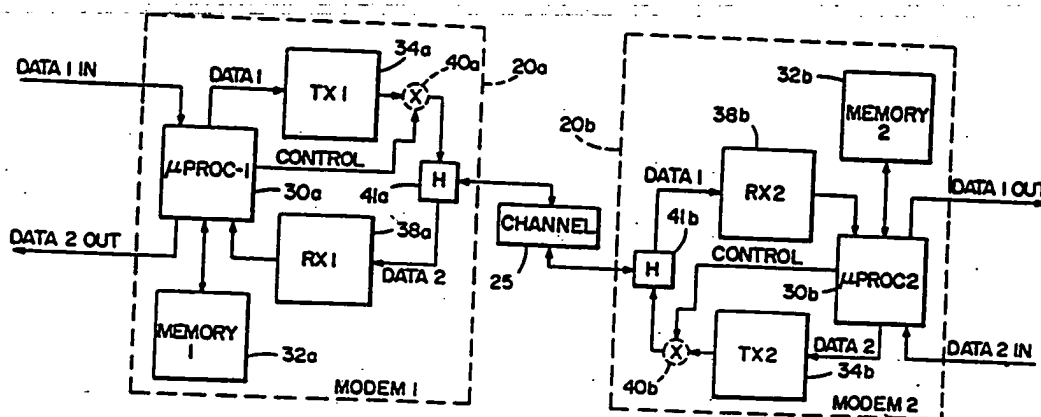 DATA 1 IN
DATA 1
TX 1
34a
40a
X
20a
μPROC-1
CONTROL
30a
H
41a
38a
DATA 2 OUT
RX 1
DATA 2
MEMORY
1
32a
MODEM 1
CHANNEL
25
20b
38b
32b
MEMORY
2
DATA 1
RX2
DATA 1 OUT
41b
H
CONTROL
μPROC2
30b
X
40b
TX2
DATA 2
34b
DATA 2 IN
MODEM 2